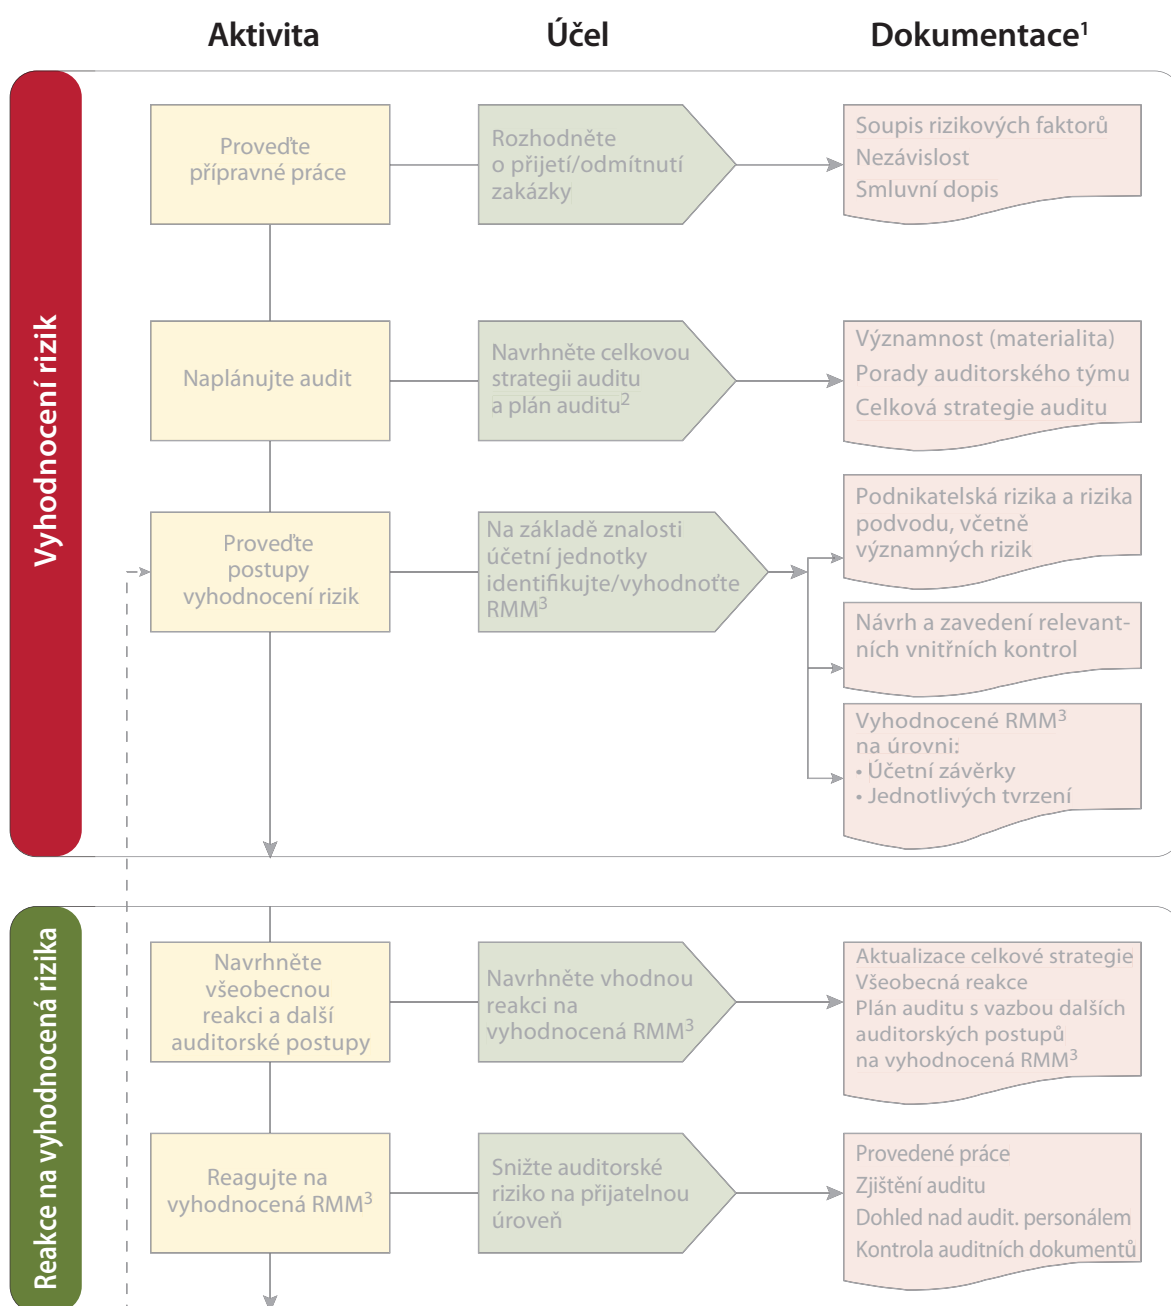 Aktivita
Účel
Dokumentace¹
Vyhodnocení rizik
Proveďte
přípravné práce
Rozhodněte
o přijetí/odmítnutí
zakázky
Soupis rizikových faktorů
Nezávislost
Smluvní dopis
Naplánujte audit
Navrhněte celkovou
strategii auditu
a plán auditu²
Významnost (materialita)
Porady auditorského týmu
Celková strategie auditu
Proveďte
postupy
vyhodnocení rizik
Na základě znalosti
účetní jednotky
identifikujte/vyhodnoťte
RMM³
Podnikatelská rizika a rizika
podvodu, včetně
významných rizik
Návrh a zavedení relevant-
ních vnitřních kontrol
Vyhodnocené RMM³
na úrovni:
• Účetní závěrky
• Jednotlivých tvrzení
Reakce na vyhodnocená rizika
Navrhněte
všeobecnou
reakci a další
auditorské postupy
Navrhněte vhodnou
reakci na
vyhodnocená RMM³
Aktualizace celkové strategie
Všeobecná reakce
Plán auditu s vazbou dalších
auditorských postupů
na vyhodnocená RMM³
Reagujte na
vyhodnocená RMM³
Snižte auditorské
riziko na přijatelnou
úroveň
Provedené práce
Zjištění auditu
Dohled nad audit. personálem
Kontrola auditních dokumentů